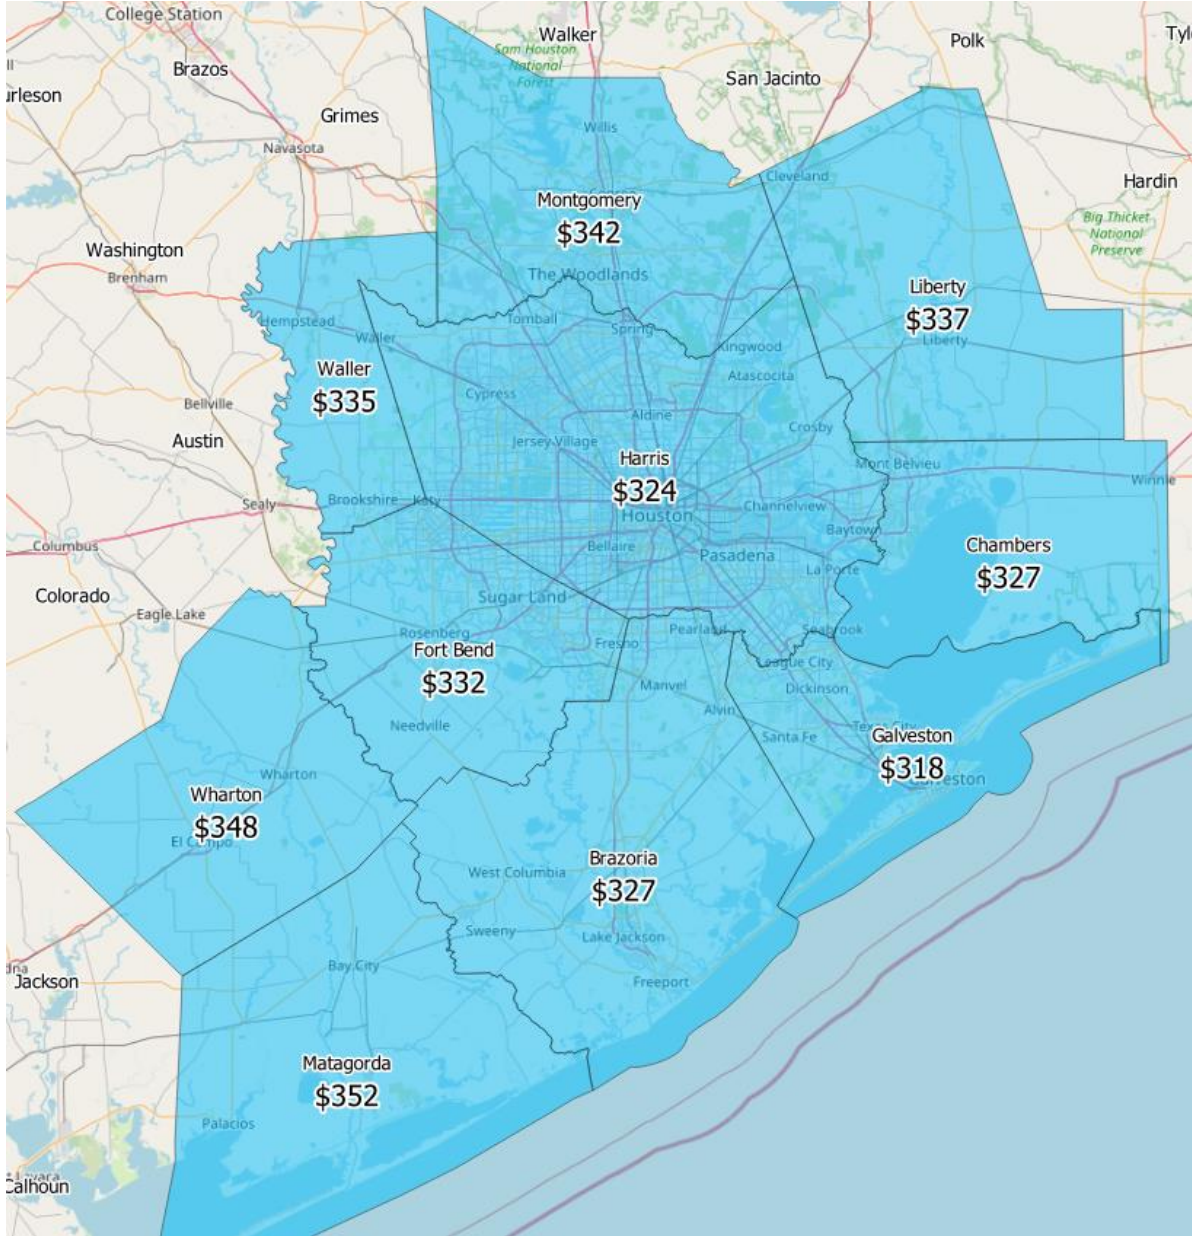 College Station
Walker
Polk
Sam Houston
National
Forest
Brazos
San Jacinto
Grimes
Willis
Navasota
Cleveland
Hardin
Montgomery
$342
Big Thicket
National
Preserve
Washington
Brenham
The Woodlands
Liberty
$337
Liberty
Hempstead
Tomball
Spring
Waller
Kingwood
Waller
$335
Atascocita
Cypress
Bellville
Aldine
Crosby
Austin
Jersey Village
Harris
$324
Mont Belvieu
Winnie
Brookshire
Katy
Sealy
Channelview
Houston
Baytown
Columbus
Bellaire
Pasadena
Chambers
$327
La Porte
Colorado
Sugar Land
Eagle Lake
Rosenberg
Fresno
Pearland
Seabrook
Fort Bend
$332
League City
Manvel
Dickinson
Alvin
Needville
Santa Fe
Texas City
Galveston
$318
Galveston
Wharton
Wharton
$348
El Campo
Brazoria
$327
West Columbia
Sweeny
Lake Jackson
Bay City
Jackson
Freeport
Matagorda
$352
Palacios
Calhoun